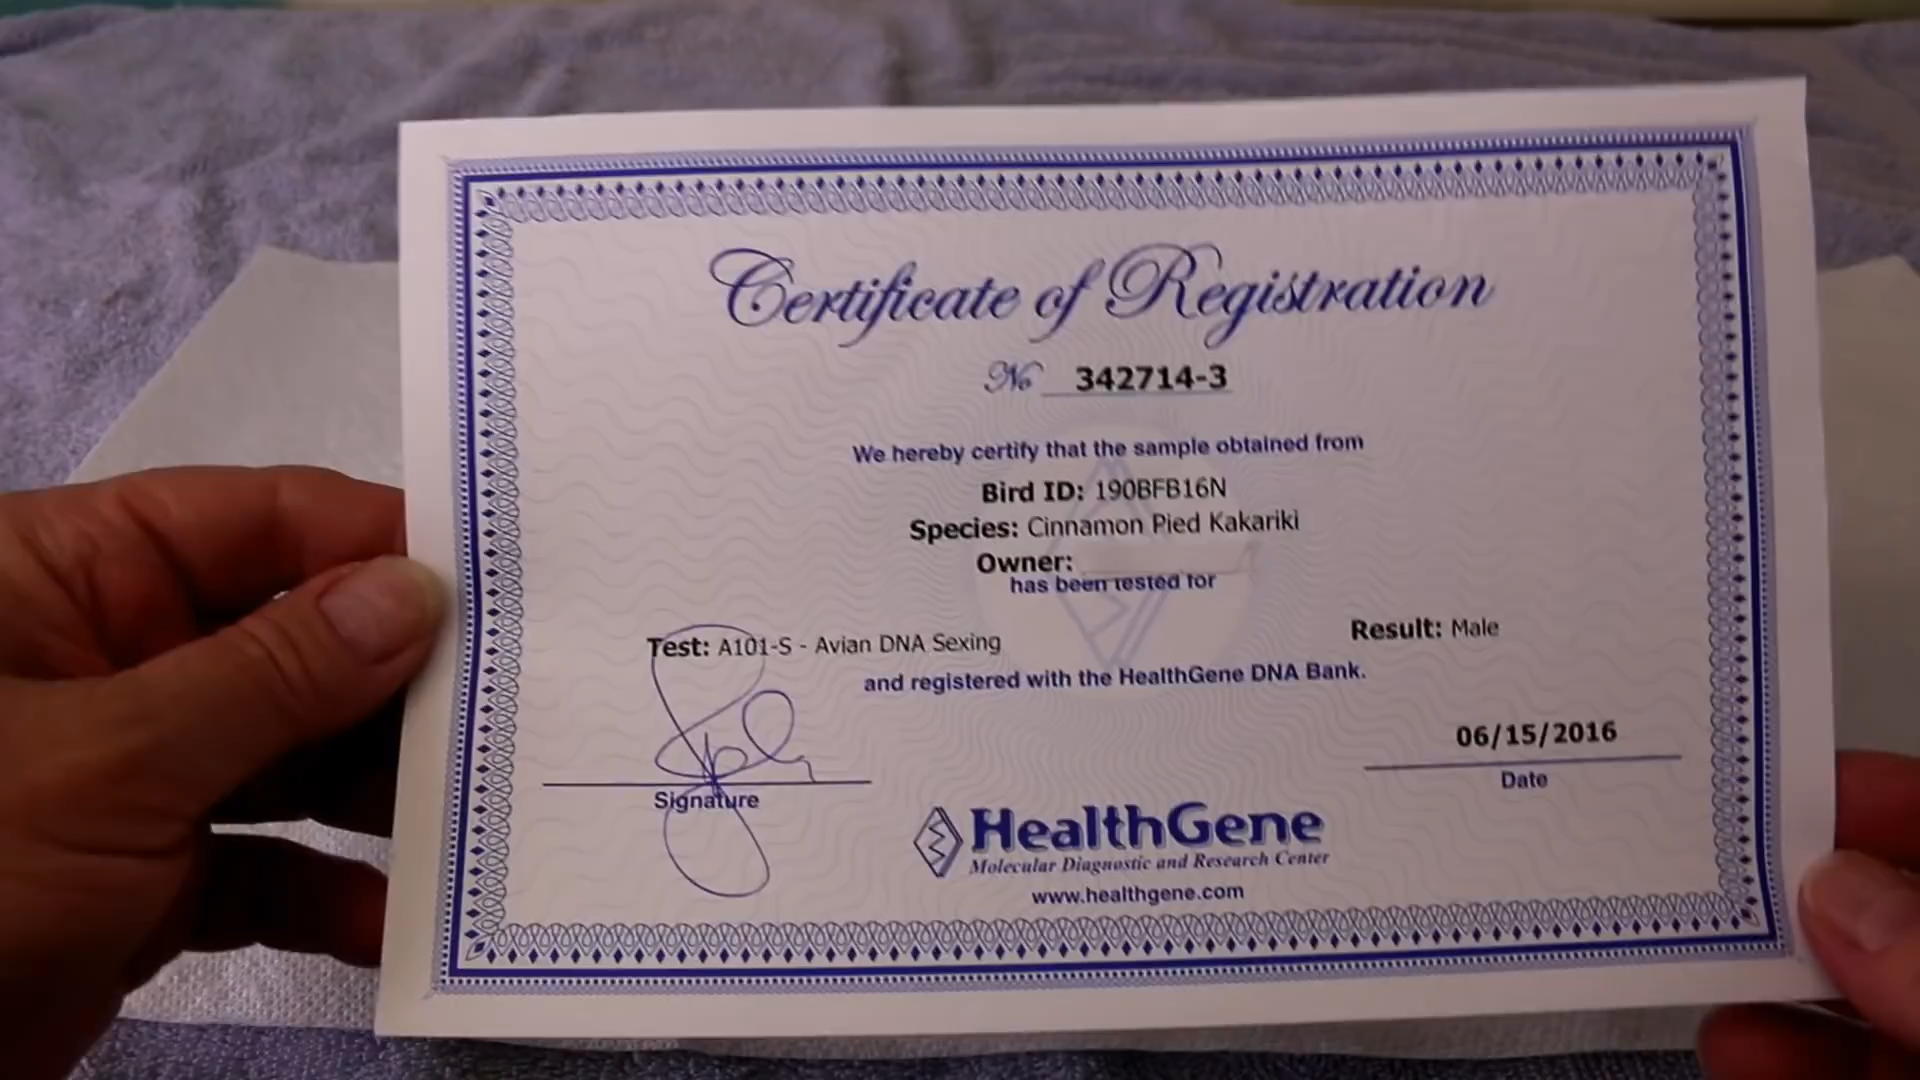 Certificate of Registration
No 342714-3
We hereby certify that the sample obtained from
Bird ID: 190BFB16N
Species: Cinnamon Pied Kakariki
Owner:
has been tested for
Test: A101-S - Avian DNA Sexing Result: Male
and registered with the HealthGene DNA Bank.
06/15/2016
Signature Date
HealthGene
Molecular Diagnostic and Research Center
www.healthgene.com